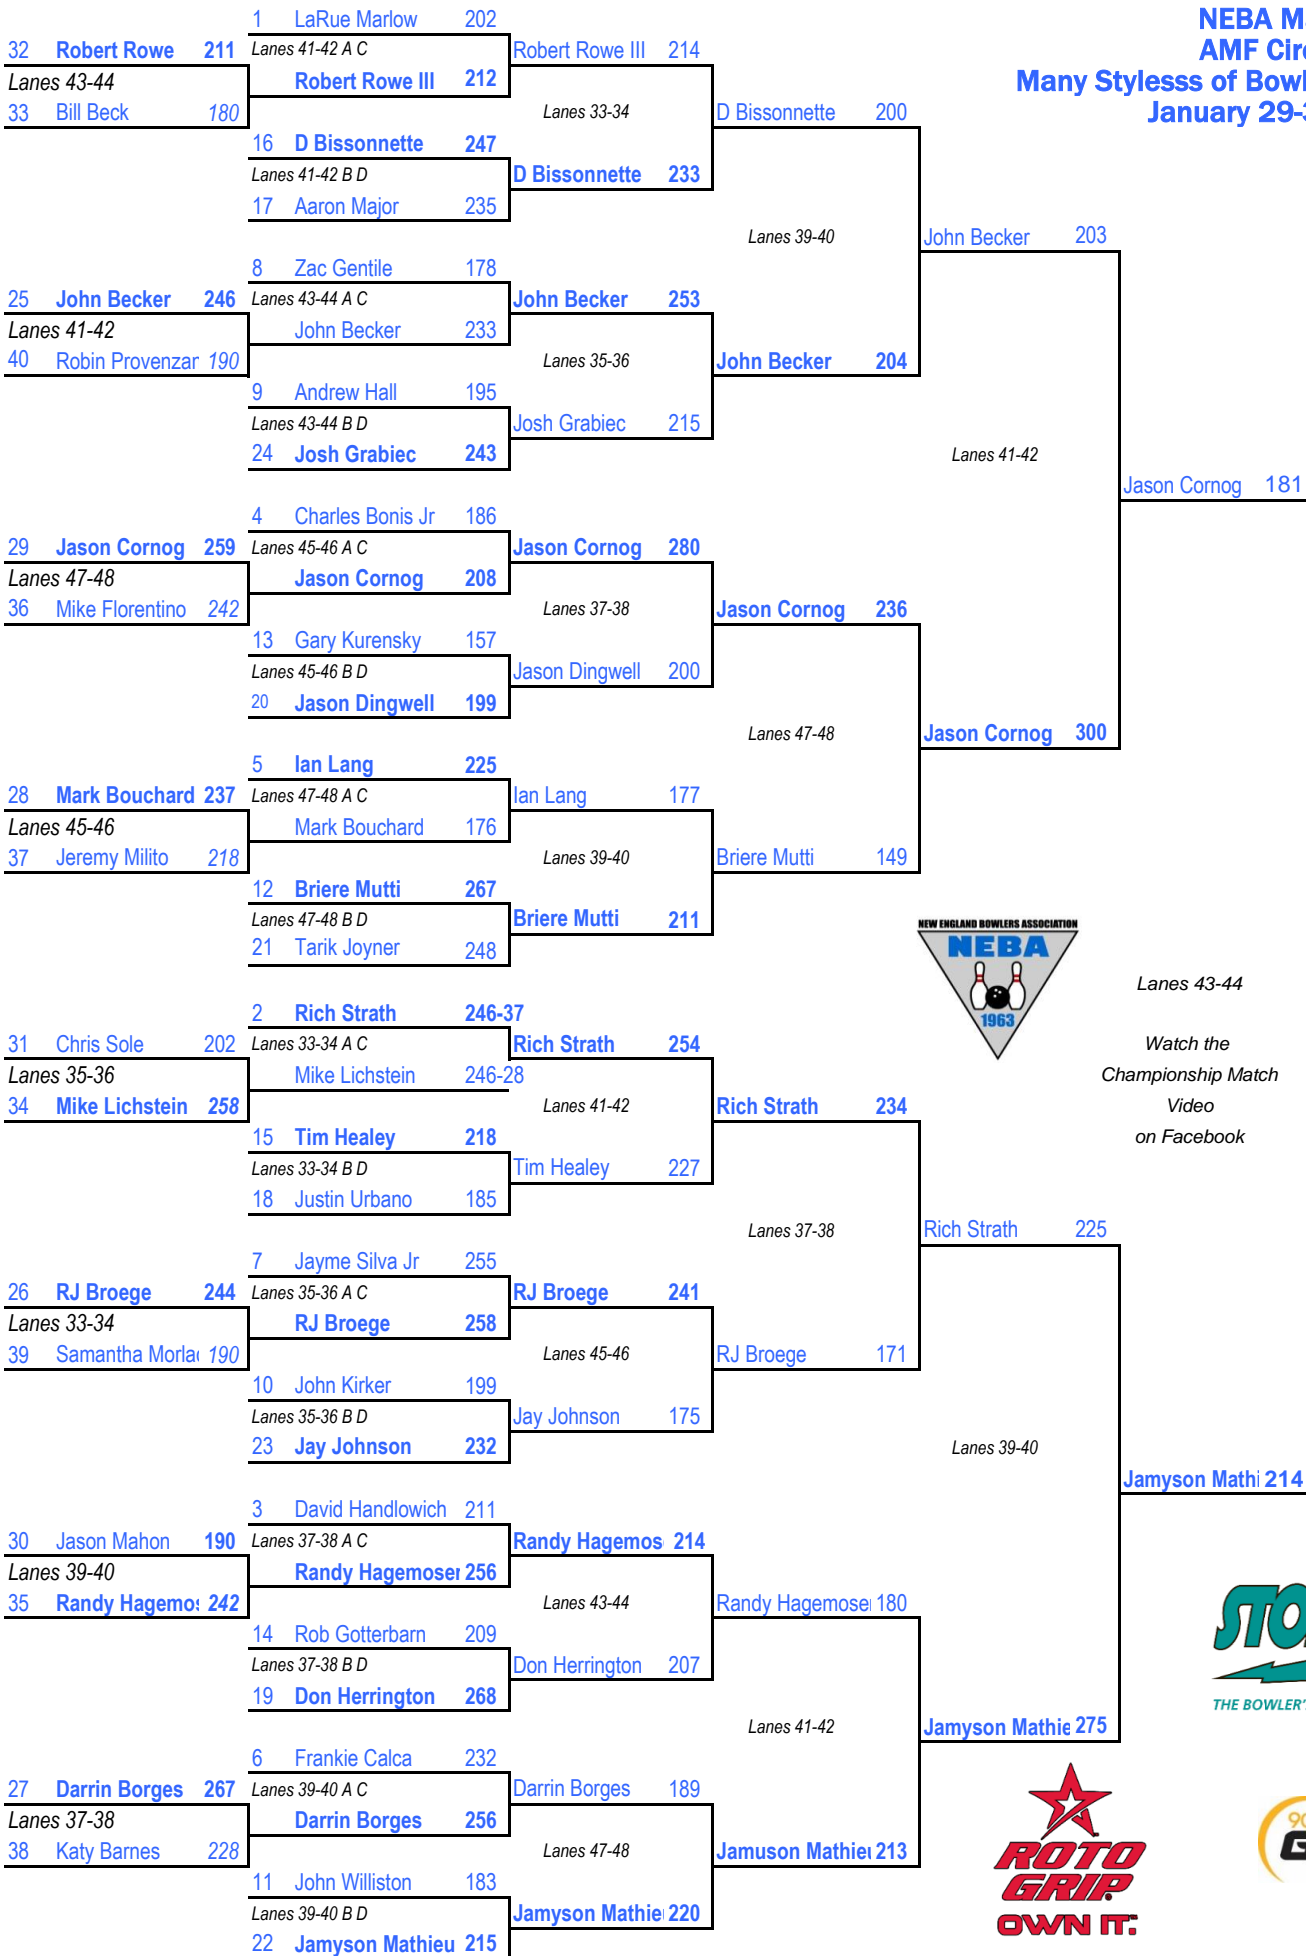 NEBA M
AMF Circ
Many Stylesss of Bowl
January 29-3
1 LaRue Marlow 202
32 Robert Rowe 211 Lanes 41-42 A C Robert Rowe III 214
Lanes 43-44 Robert Rowe III 212
33 Bill Beck 180 Lanes 33-34 D Bissonnette 200
16 D Bissonnette 247
Lanes 41-42 B D D Bissonnette 233
17 Aaron Major 235
Lanes 39-40 John Becker 203
8 Zac Gentile 178
25 John Becker 246 Lanes 43-44 A C John Becker 253
Lanes 41-42 John Becker 233
40 Robin Provenzar 190 Lanes 35-36 John Becker 204
9 Andrew Hall 195
Lanes 43-44 B D Josh Grabiec 215
24 Josh Grabiec 243 Lanes 41-42
Jason Cornog 181
4 Charles Bonis Jr 186
29 Jason Cornog 259 Lanes 45-46 A C Jason Cornog 280
Lanes 47-48 Jason Cornog 208
36 Mike Florentino 242 Lanes 37-38 Jason Cornog 236
13 Gary Kurensky 157
Lanes 45-46 B D Jason Dingwell 200
20 Jason Dingwell 199
Lanes 47-48 Jason Cornog 300
5 Ian Lang 225
28 Mark Bouchard 237 Lanes 47-48 A C Ian Lang 177
Lanes 45-46 Mark Bouchard 176
37 Jeremy Milito 218 Lanes 39-40 Briere Mutti 149
12 Briere Mutti 267
Lanes 47-48 B D Briere Mutti 211
21 Tarik Joyner 248
NEW ENGLAND BOWLERS ASSOCIATION
NEBA
1963
Lanes 43-44
Watch the
Championship Match
Video
on Facebook
2 Rich Strath 246-37
31 Chris Sole 202 Lanes 33-34 A C Rich Strath 254
Lanes 35-36 Mike Lichstein 246-28
34 Mike Lichstein 258 Lanes 41-42 Rich Strath 234
15 Tim Healey 218
Lanes 33-34 B D Tim Healey 227
18 Justin Urbano 185
Lanes 37-38 Rich Strath 225
7 Jayme Silva Jr 255
26 RJ Broege 244 Lanes 35-36 A C RJ Broege 241
Lanes 33-34 RJ Broege 258
39 Samantha Morla 190 Lanes 45-46 RJ Broege 171
10 John Kirker 199
Lanes 35-36 B D Jay Johnson 175
23 Jay Johnson 232 Lanes 39-40
Jamyson Mathi 214
3 David Handlowich 211
30 Jason Mahon 190 Lanes 37-38 A C Randy Hagemos 214
Lanes 39-40 Randy Hagemoser 256
35 Randy Hagemos 242 Lanes 43-44 Randy Hagemoser 180
14 Rob Gotterbarn 209
Lanes 37-38 B D Don Herrington 207
19 Don Herrington 268
Lanes 41-42 Jamyson Mathie 275
6 Frankie Calca 232
27 Darrin Borges 267 Lanes 39-40 A C Darrin Borges 189
Lanes 37-38 Darrin Borges 256
38 Katy Barnes 228 Lanes 47-48 Jamuson Mathieu 213
11 John Williston 183
Lanes 39-40 B D Jamyson Mathie 220
22 Jamyson Mathieu 215
STO
THE BOWLER'
ROTO
GRIP
OWN IT.
90